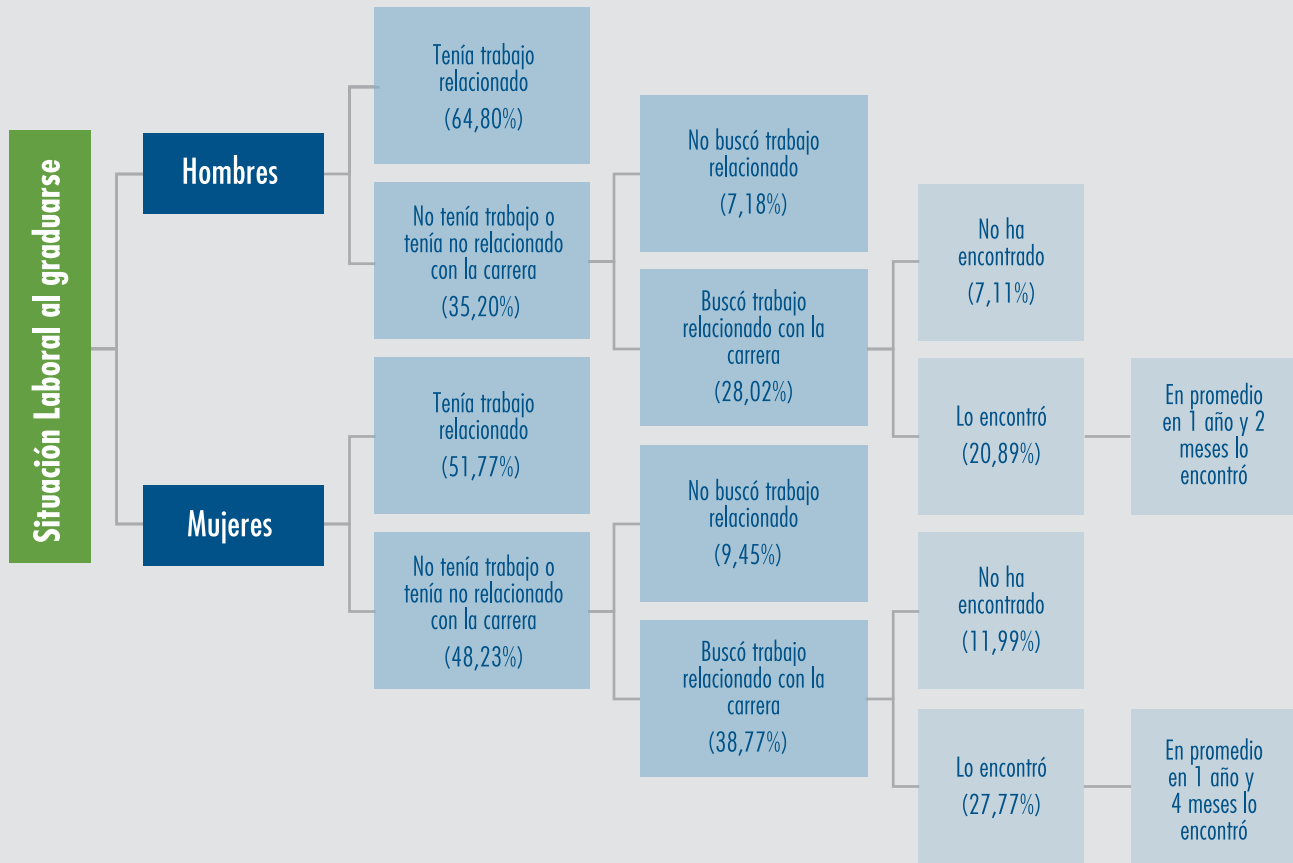 Situación Laboral al graduarse
Hombres
Tenía trabajo
relacionado
(64,80%)
No tenía trabajo o
tenía no relacionado
con la carrera
(35,20%)
No buscó trabajo
relacionado
(7,18%)
Buscó trabajo
relacionado con la
carrera
(28,02%)
No ha
encontrado
(7,11%)
Lo encontró
(20,89%)
En promedio
en 1 año y 2
meses lo
encontró
Mujeres
Tenía trabajo
relacionado
(51,77%)
No tenía trabajo o
tenía no relacionado
con la carrera
(48,23%)
No buscó trabajo
relacionado
(9,45%)
Buscó trabajo
relacionado con la
carrera
(38,77%)
No ha
encontrado
(11,99%)
Lo encontró
(27,77%)
En promedio
en 1 año y
4 meses lo
encontró